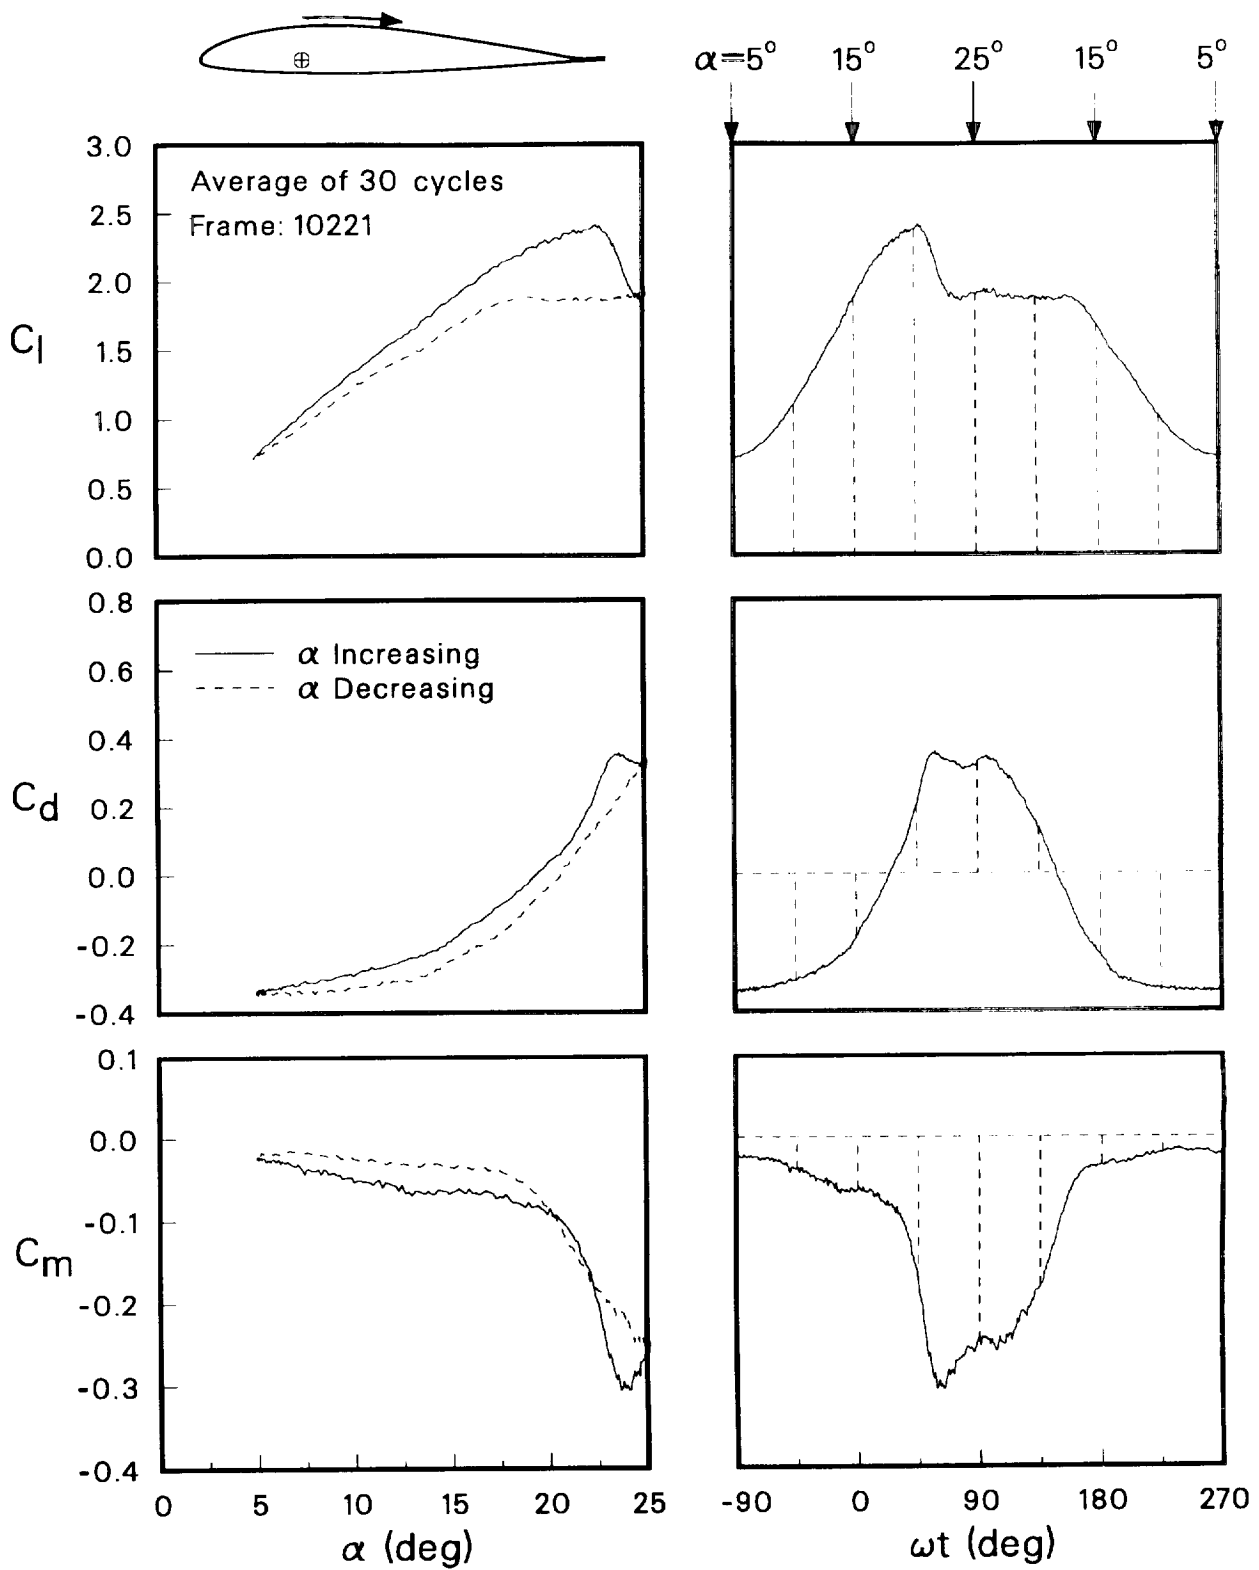 α=5° 15° 25° 15° 5°
3.0
Average of 30 cycles
2.5
Frame: 10221
2.0
Cl
1.5
1.0
0.5
0.0
0.8
α Increasing
0.6
α Decreasing
0.4
Cd
0.2
0.0
-0.2
-0.4
0.1
0.0
-0.1
Cm
-0.2
-0.3
-0.4
0 5 10 15 20 25
α (deg)
-90 0 90 180 270
ωt (deg)